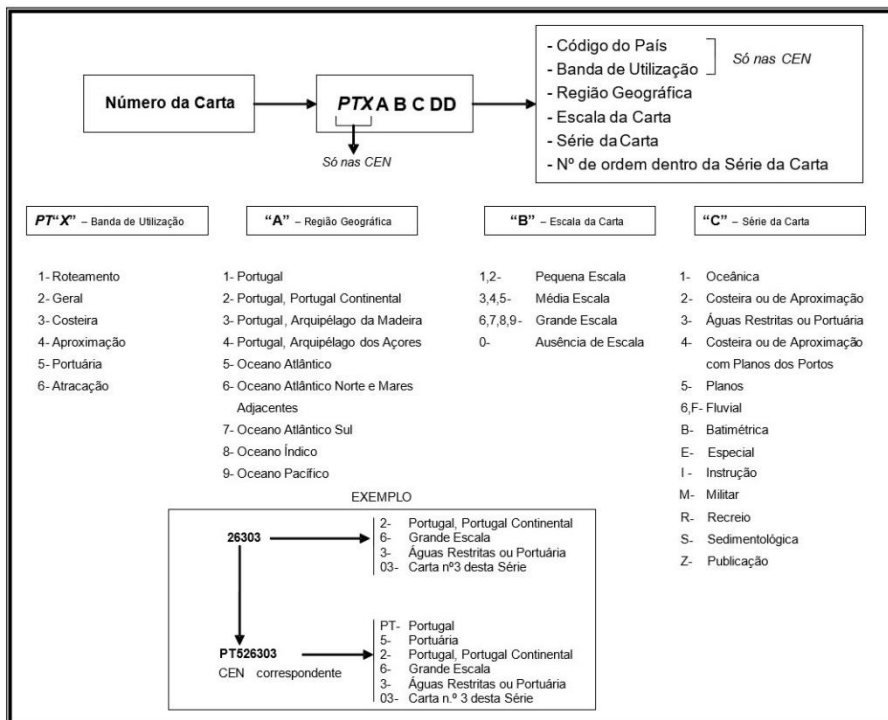 Número da Carta
PTX A B C DD
Só nas CEN
- Código do País
- Banda de Utilização
Só nas CEN
- Região Geográfica
- Escala da Carta
- Série da Carta
- Nº de ordem dentro da Série da Carta
PT"X" – Banda de Utilização
1- Roteamento
2- Geral
3- Costeira
4- Aproximação
5- Portuária
6- Atracação
"A" – Região Geográfica
1- Portugal
2- Portugal, Portugal Continental
3- Portugal, Arquipélago da Madeira
4- Portugal, Arquipélago dos Açores
5- Oceano Atlântico
6- Oceano Atlântico Norte e Mares
Adjacentes
7- Oceano Atlântico Sul
8- Oceano Índico
9- Oceano Pacífico
"B" – Escala da Carta
1,2- Pequena Escala
3,4,5- Média Escala
6,7,8,9- Grande Escala
0- Ausência de Escala
"C" – Série da Carta
1- Oceânica
2- Costeira ou de Aproximação
3- Águas Restritas ou Portuária
4- Costeira ou de Aproximação
com Planos dos Portos
5- Planos
6,F- Fluvial
B- Batimétrica
E- Especial
I - Instrução
M- Militar
R- Recreio
S- Sedimentológica
Z- Publicação
EXEMPLO
26303
2- Portugal, Portugal Continental
6- Grande Escala
3- Águas Restritas ou Portuária
03- Carta nº3 desta Série
PT526303
CEN correspondente
PT- Portugal
5- Portuária
2- Portugal, Portugal Continental
6- Grande Escala
3- Águas Restritas ou Portuária
03- Carta n.º 3 desta Série